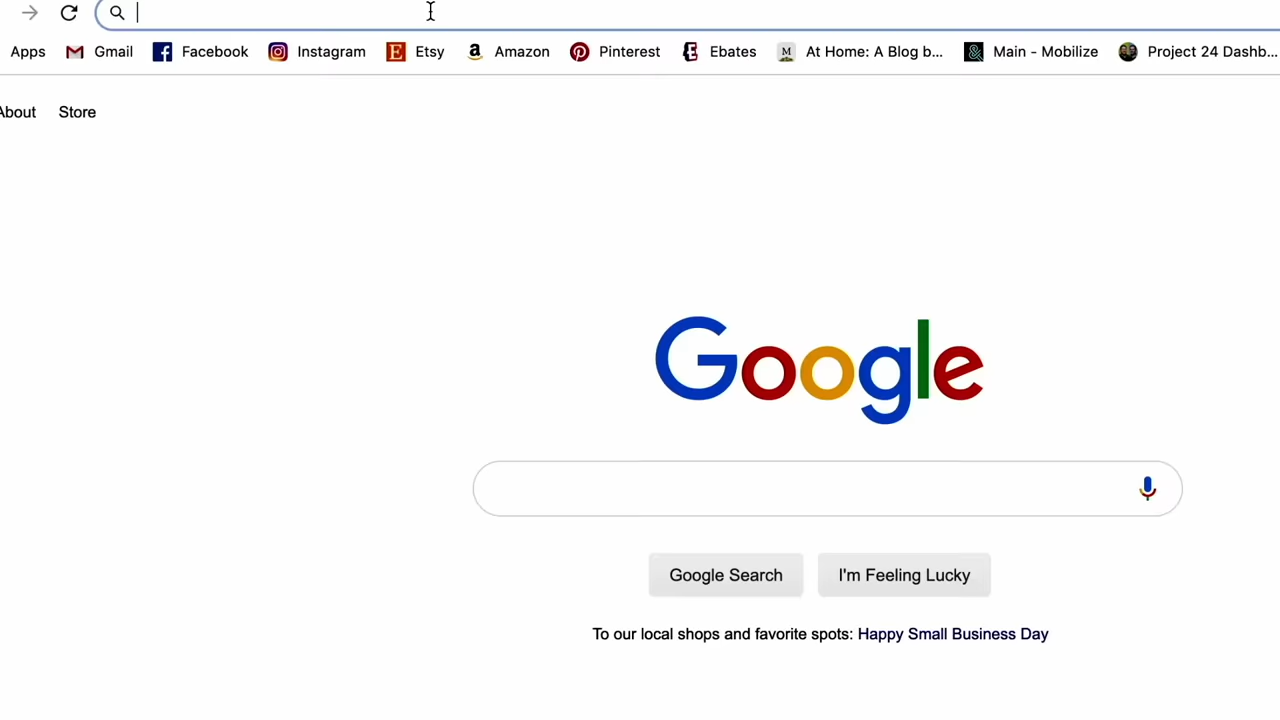 Apps Gmail Facebook Instagram Etsy Amazon Pinterest Ebates At Home: A Blog b... Main - Mobilize Project 24 Dashb...
About Store
Google
Google Search I'm Feeling Lucky
To our local shops and favorite spots: Happy Small Business Day